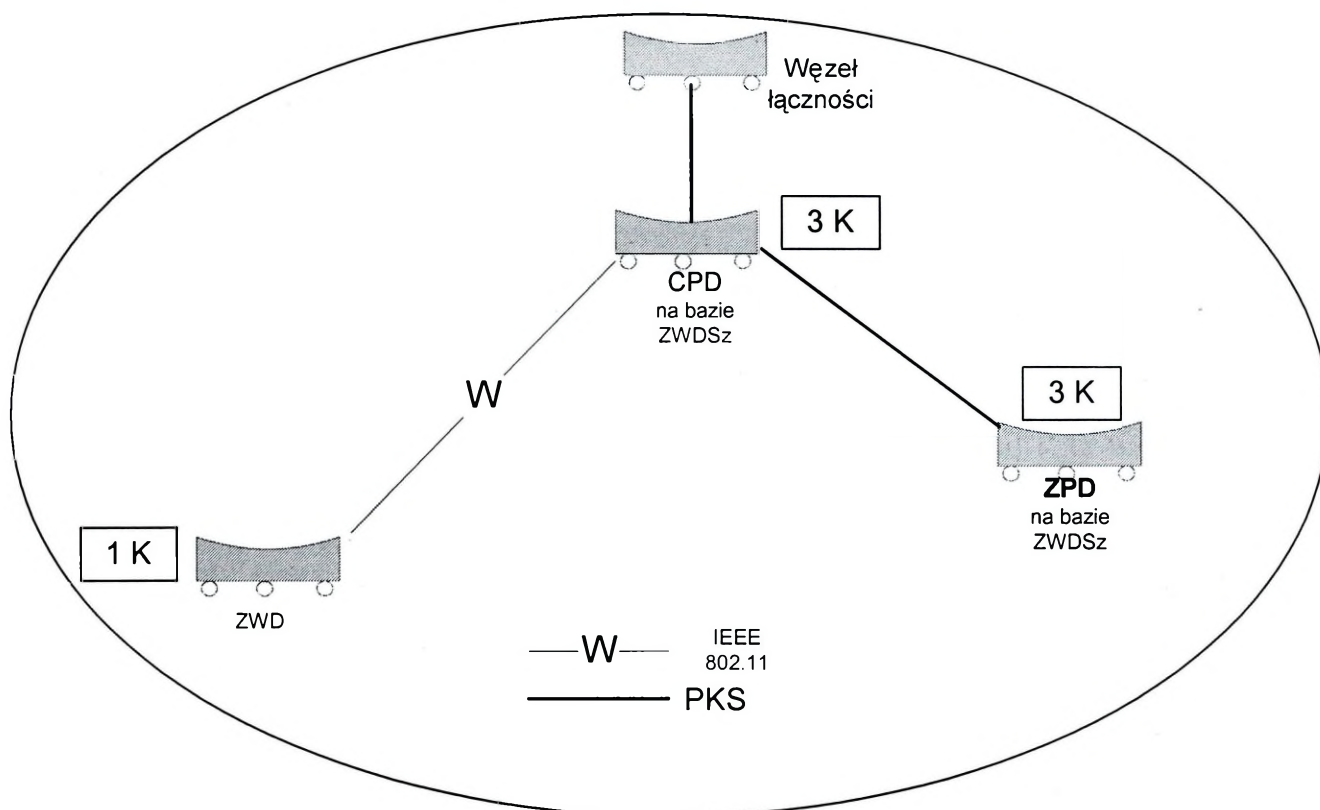 Węzeł
łączności
3 K
CPD
na bazie
ZWDSz
W
3 K
ZPD
na bazie
ZWDSz
1 K
ZWD
W
IEEE
802.11
PKS